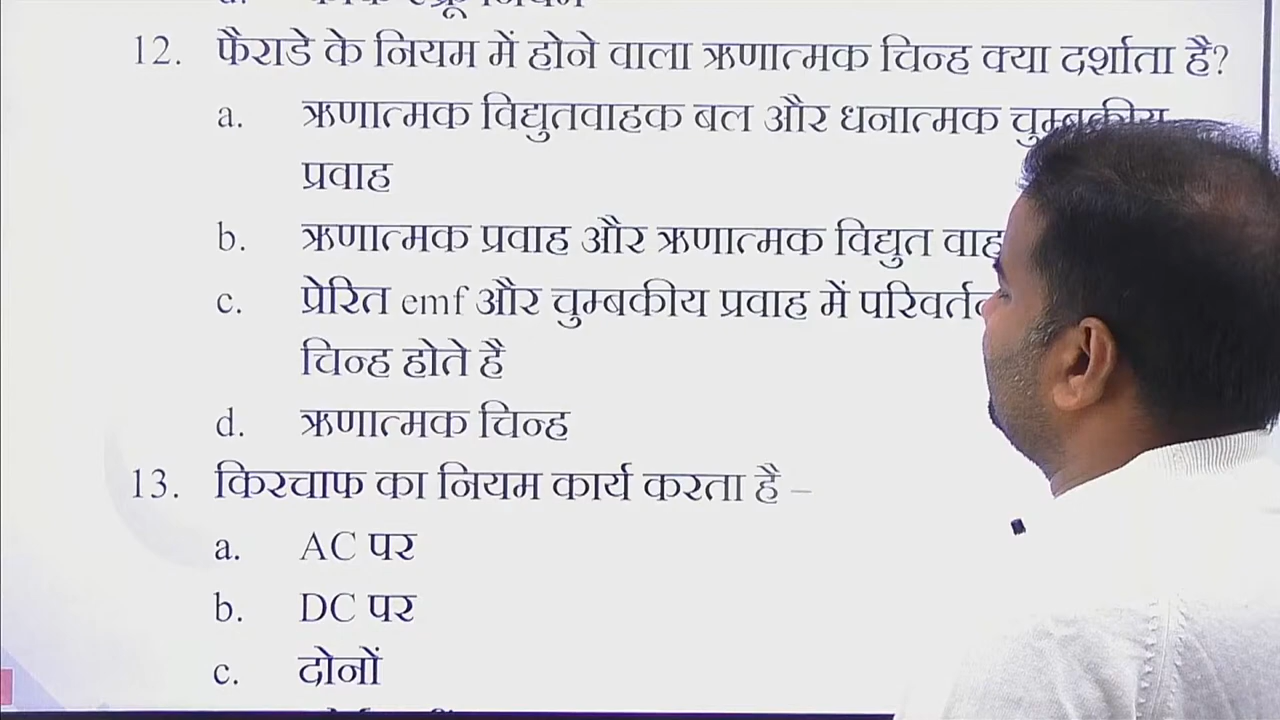 12. फैराडे के नियम में होने वाला ऋणात्मक चिन्ह क्या दर्शाता है?
a. ऋणात्मक विद्युतवाहक बल और धनात्मक चुम्बकीय
प्रवाह
b. ऋणात्मक प्रवाह और ऋणात्मक विद्युत
c. प्रेरित emf और चुम्बकीय प्रवाह में
चिन्ह होते है
d. ऋणात्मक चिन्ह
13. किरचाफ का नियम कार्य करता है –
a. AC पर
b. DC पर
c. दोनों